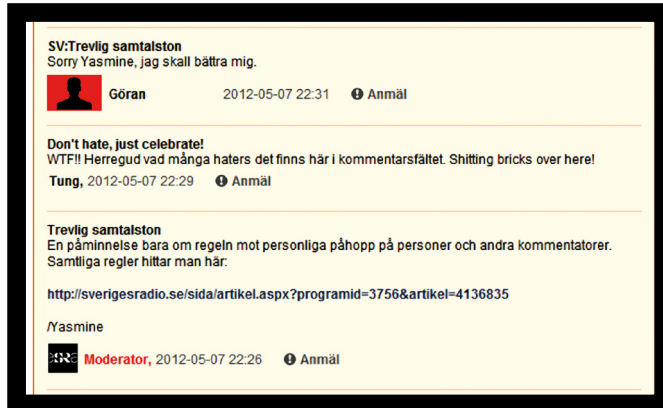 SV:Trevlig samtalston
Sorry Yasmine, jag skall bättra mig.
Göran 2012-05-07 22:31 Anmäl
Don't hate, just celebrate!
WTF!! Herregud vad många haters det finns här i kommentarsfältet. Shitting bricks over here!
Tung, 2012-05-07 22:29 Anmäl
Trevlig samtalston
En påminnelse bara om regeln mot personliga påhopp på personer och andra kommentatorer.
Samtliga regler hittar man här:
http://sverigesradio.se/sida/artikel.aspx?programid=3756&artikel=4136835
/Yasmine
Moderator, 2012-05-07 22:26 Anmäl